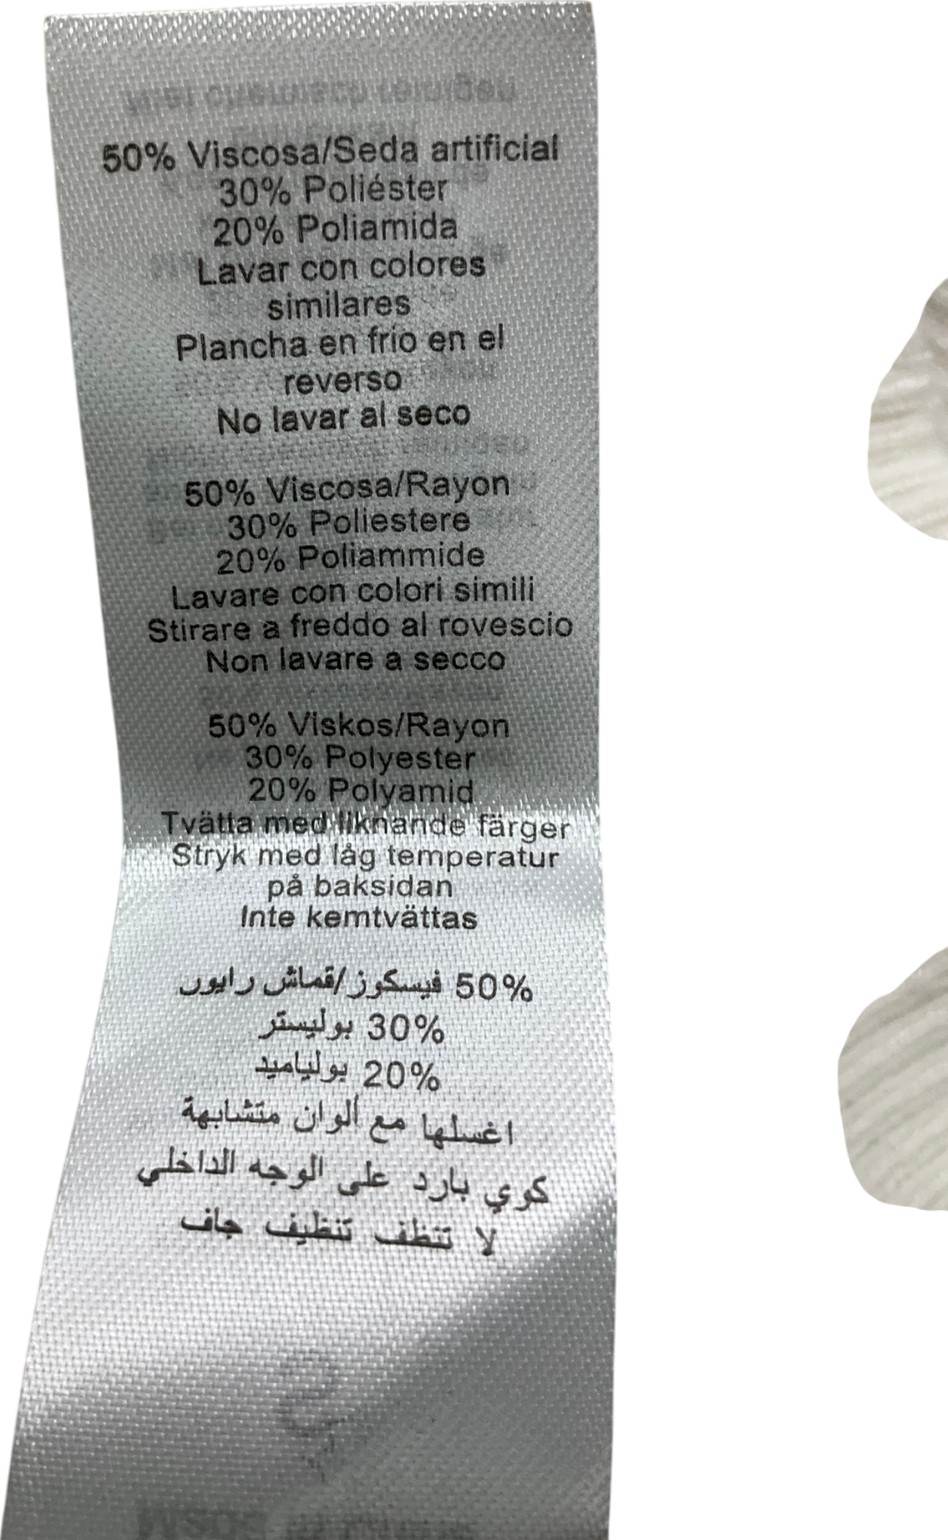 50% Viscosa/Seda artificial
30% Poliéster
20% Poliamida
Lavar con colores
similares
Plancha en frío en el
reverso
No lavar al seco
50% Viscosa/Rayon
30% Poliestere
20% Poliammide
Lavare con colori simili
Stirare a freddo al rovescio
Non lavare a secco
50% Viskos/Rayon
30% Polyester
20% Polyamid
Tvätta med liknande färger
Stryk med låg temperatur
på baksidan
Inte kemtvättas
50% فيسكوز/قماش رايون
30% بوليستر
20% بولياميد
اغسلها مع ألوان متشابهة
كوي بارد على الوجه الداخلي
لا تنظف تنظيف جاف